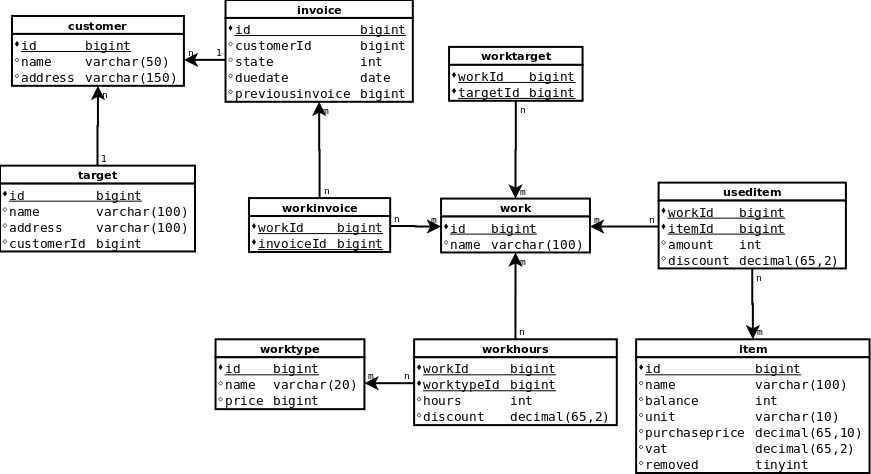 customer
id bigint
name varchar(50)
address varchar(150)
n
1
invoice
id bigint
customerId bigint
state int
duedate date
previousinvoice bigint
m
n
worktarget
workId bigint
targetId bigint
n
m
n
1
target
id bigint
name varchar(100)
address varchar(100)
customerId bigint
workinvoice
workId bigint
invoiceId bigint
n
m
work
id bigint
name varchar(100)
m
n
m
n
useditem
workId bigint
itemId bigint
amount int
discount decimal(65,2)
n
m
worktype
id bigint
name varchar(20)
price bigint
m
n
workhours
workId bigint
worktypeId bigint
hours int
discount decimal(65,2)
item
id bigint
name varchar(100)
balance int
unit varchar(10)
purchaseprice decimal(65,10)
vat decimal(65,2)
removed tinyint